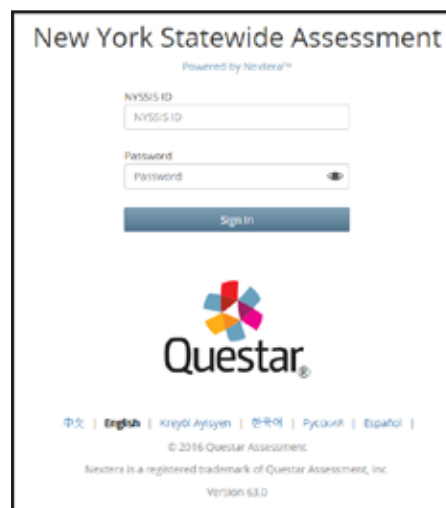 New York Statewide Assessment
Powered by Nextera™
NYSSIS ID
NYSSIS ID
Password
Password
Sign In
Questar®
中文 | English | Kreyòl Ayisyen | 한국어 | Русский | Español |
© 2016 Questar Assessment
Nextera is a registered trademark of Questar Assessment, Inc
Version 63.0